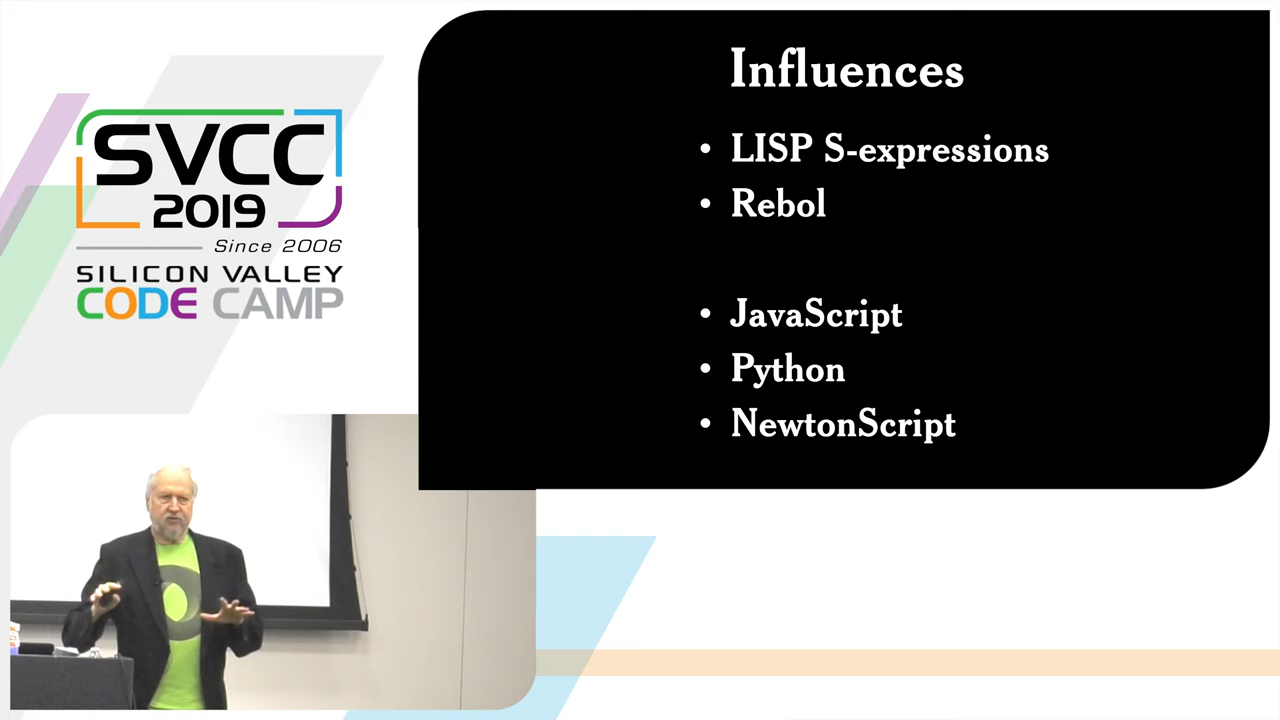 SVCC
2019
Since 2006
SILICON VALLEY
CODE CAMP
Influences
• LISP S-expressions
• Rebol
• JavaScript
• Python
• NewtonScript